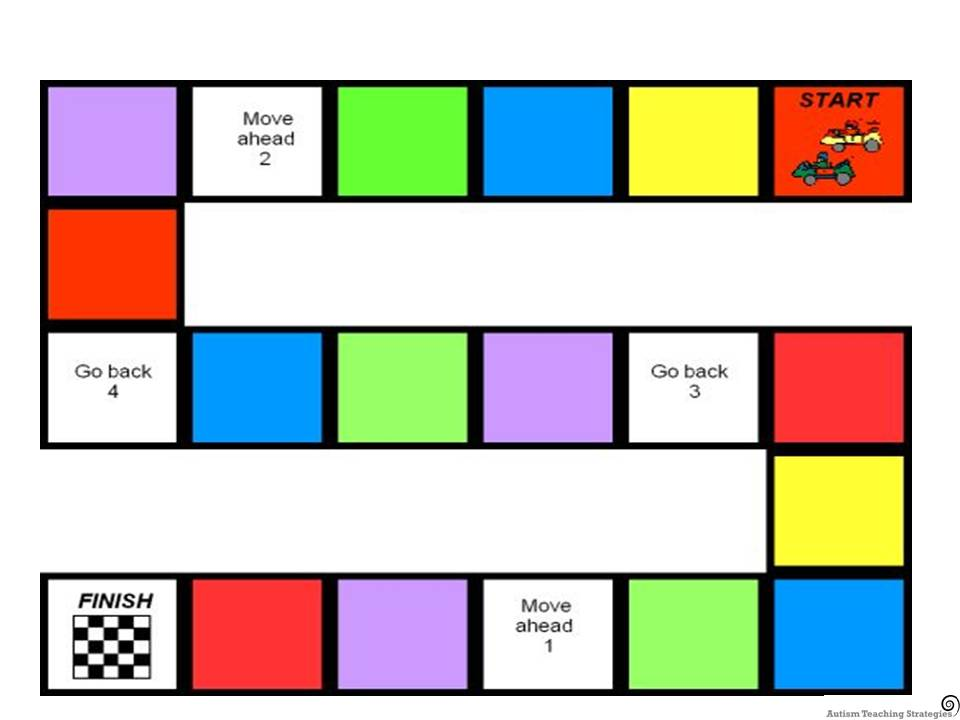 Move
ahead
2
START
Go back
4
Go back
3
FINISH
Move
ahead
1
Autism Teaching Strategies